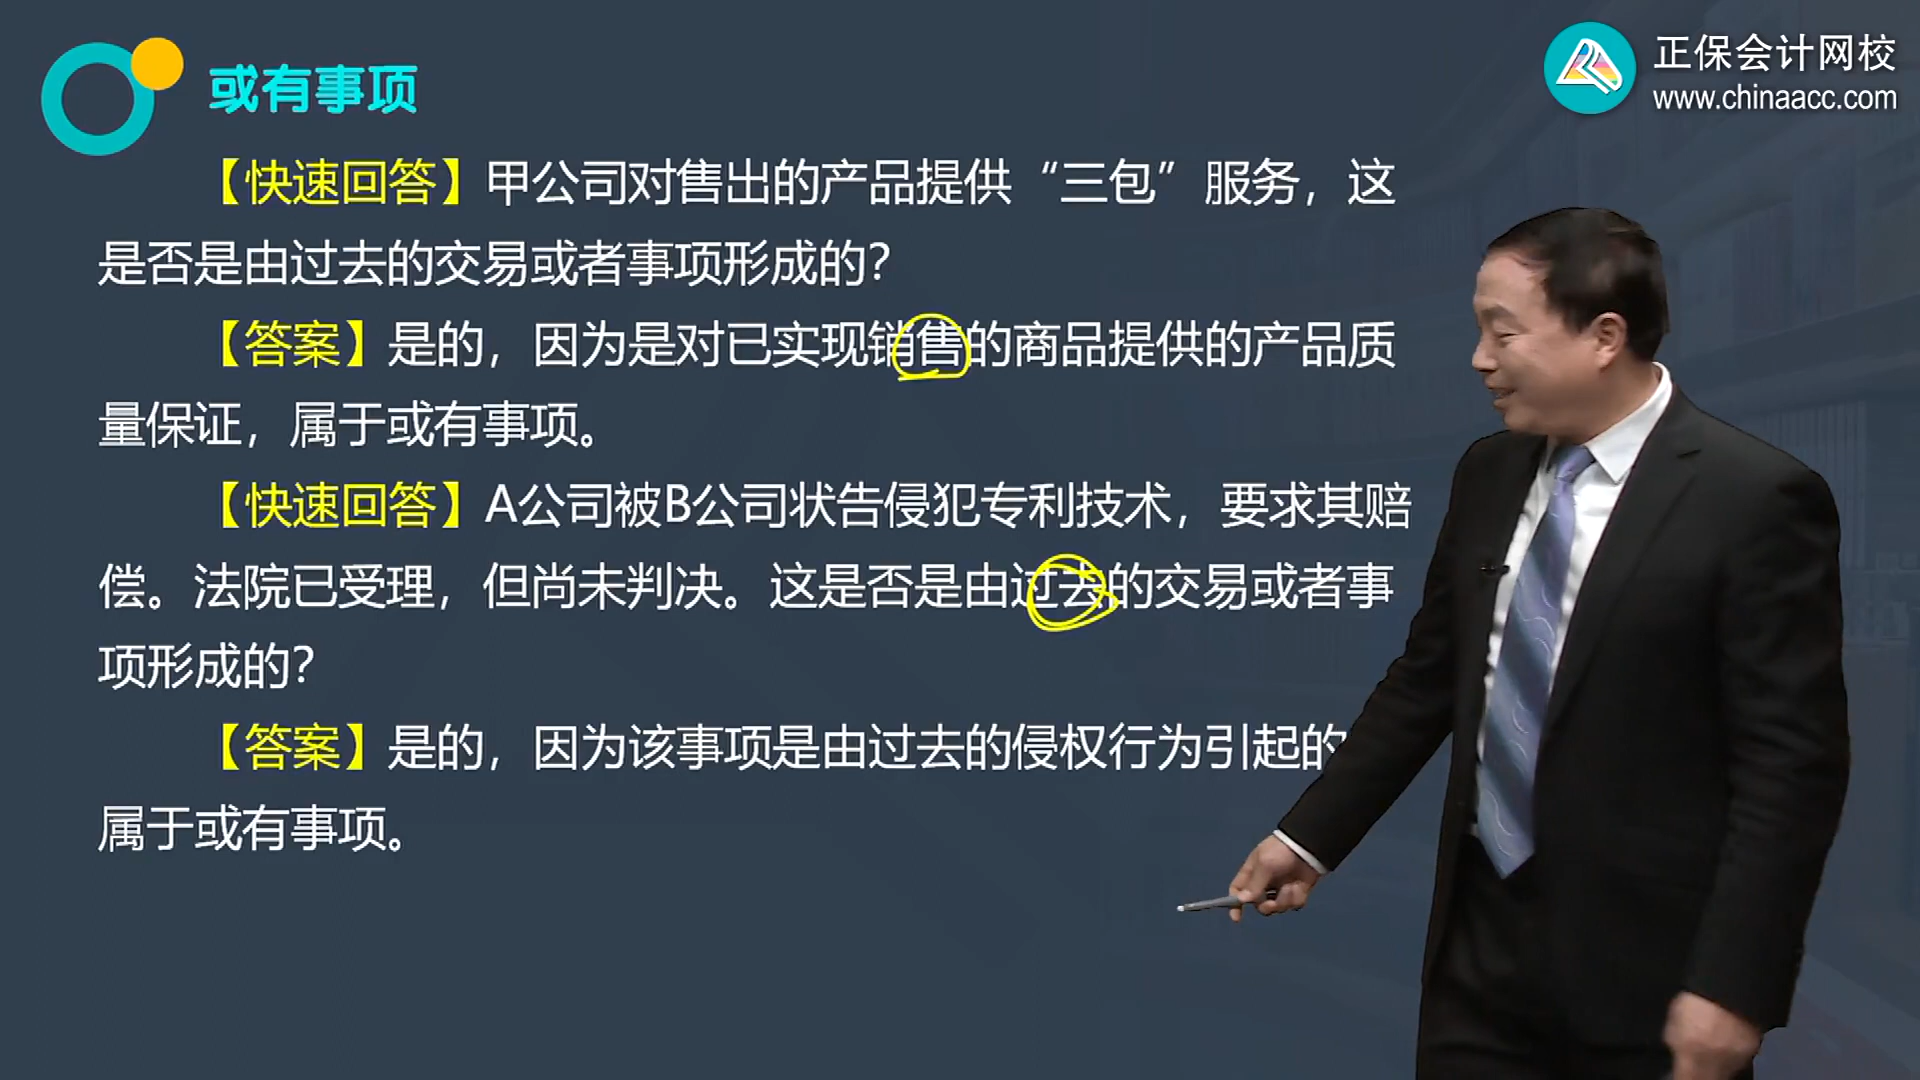 或有事项
正保会计网校
www.chinaacc.com
【快速回答】甲公司对售出的产品提供“三包”服务，这
是否是由过去的交易或者事项形成的？
【答案】是的，因为是对已实现销售的商品提供的产品质
量保证，属于或有事项。
【快速回答】A公司被B公司状告侵犯专利技术，要求其赔
偿。法院已受理，但尚未判决。这是否是由过去的交易或者事
项形成的？
【答案】是的，因为该事项是由过去的侵权行为引起的
属于或有事项。